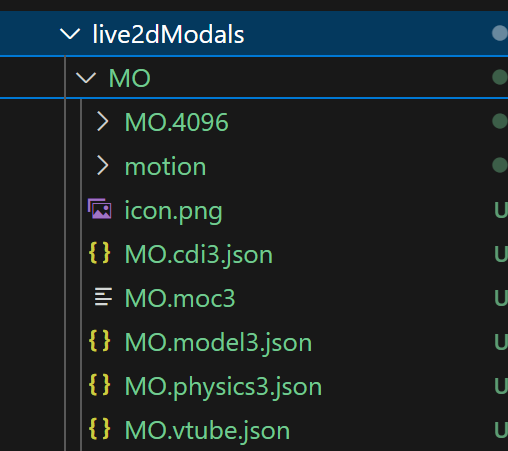 live2dModals
MO
MO.4096
motion
icon.png
U
{} MO.cdi3.json
U
MO.moc3
U
{} MO.model3.json
U
{} MO.physics3.json
U
{} MO.vtube.json
U